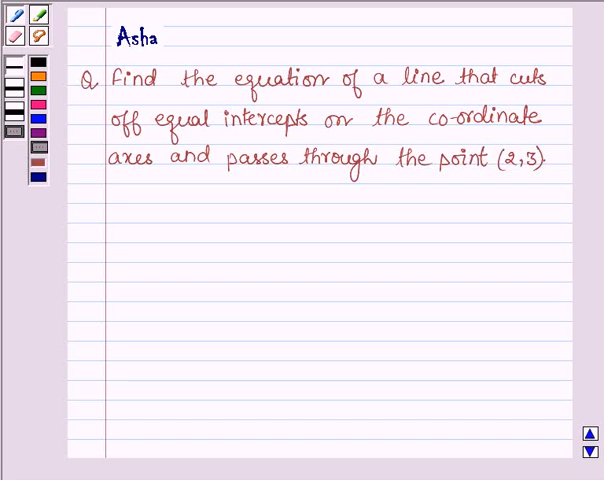 Asha
Q find the equation of a line that cuts
off equal intercepts on the co-ordinate
axes and passes through the point (2,3).